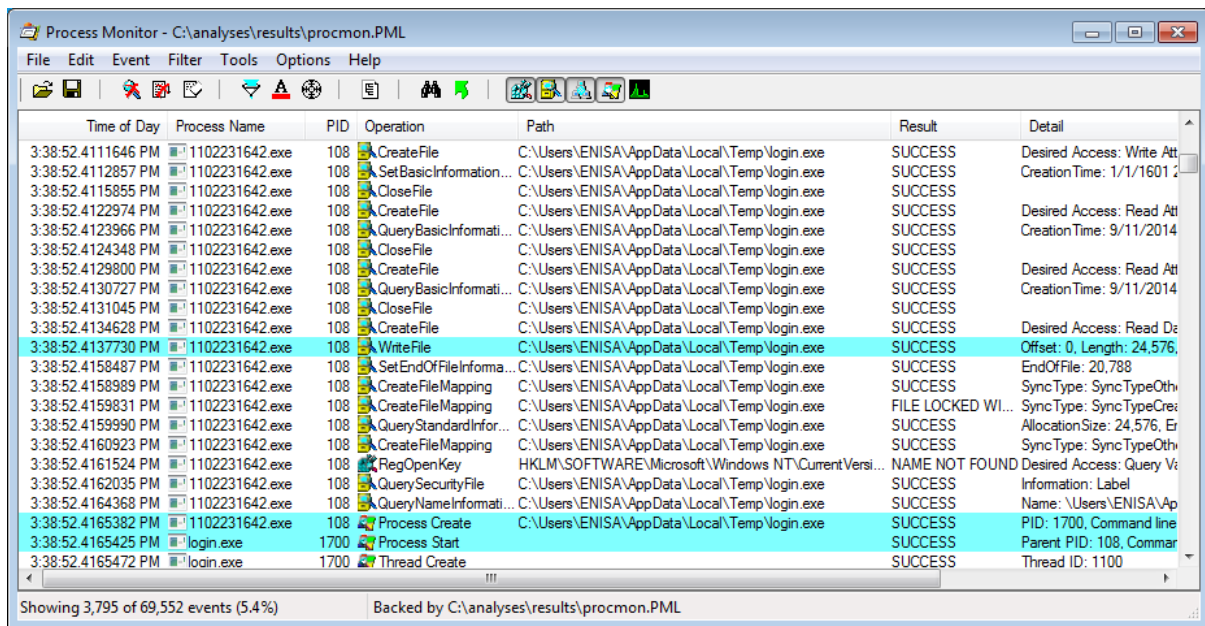 Process Monitor - C:\analyses\results\procmon.PML
File Edit Event Filter Tools Options Help
Time of Day Process Name PID Operation Path Result Detail
3:38:52.4111646 PM 1102231642.exe 108 CreateFile C:\Users\ENISA\AppData\Local\Temp\login.exe SUCCESS Desired Access: Write Att
3:38:52.4112857 PM 1102231642.exe 108 SetBasicInformation... C:\Users\ENISA\AppData\Local\Temp\login.exe SUCCESS CreationTime: 1/1/1601 2
3:38:52.4115855 PM 1102231642.exe 108 CloseFile C:\Users\ENISA\AppData\Local\Temp\login.exe SUCCESS
3:38:52.4122974 PM 1102231642.exe 108 CreateFile C:\Users\ENISA\AppData\Local\Temp\login.exe SUCCESS Desired Access: Read Att
3:38:52.4123966 PM 1102231642.exe 108 QueryBasicInformati... C:\Users\ENISA\AppData\Local\Temp\login.exe SUCCESS CreationTime: 9/11/2014
3:38:52.4124348 PM 1102231642.exe 108 CloseFile C:\Users\ENISA\AppData\Local\Temp\login.exe SUCCESS
3:38:52.4129800 PM 1102231642.exe 108 CreateFile C:\Users\ENISA\AppData\Local\Temp\login.exe SUCCESS Desired Access: Read Att
3:38:52.4130727 PM 1102231642.exe 108 QueryBasicInformati... C:\Users\ENISA\AppData\Local\Temp\login.exe SUCCESS CreationTime: 9/11/2014
3:38:52.4131045 PM 1102231642.exe 108 CloseFile C:\Users\ENISA\AppData\Local\Temp\login.exe SUCCESS
3:38:52.4134628 PM 1102231642.exe 108 CreateFile C:\Users\ENISA\AppData\Local\Temp\login.exe SUCCESS Desired Access: Read Da
3:38:52.4137730 PM 1102231642.exe 108 WriteFile C:\Users\ENISA\AppData\Local\Temp\login.exe SUCCESS Offset: 0, Length: 24,576,
3:38:52.4158487 PM 1102231642.exe 108 SetEndOfFileInforma... C:\Users\ENISA\AppData\Local\Temp\login.exe SUCCESS EndOfFile: 20,788
3:38:52.4158989 PM 1102231642.exe 108 CreateFileMapping C:\Users\ENISA\AppData\Local\Temp\login.exe SUCCESS SyncType: SyncTypeOthe
3:38:52.4159831 PM 1102231642.exe 108 CreateFileMapping C:\Users\ENISA\AppData\Local\Temp\login.exe FILE LOCKED WI... SyncType: SyncTypeCrea
3:38:52.4159990 PM 1102231642.exe 108 QueryStandardInfor... C:\Users\ENISA\AppData\Local\Temp\login.exe SUCCESS AllocationSize: 24,576, Er
3:38:52.4160923 PM 1102231642.exe 108 CreateFileMapping C:\Users\ENISA\AppData\Local\Temp\login.exe SUCCESS SyncType: SyncTypeOthe
3:38:52.4161524 PM 1102231642.exe 108 RegOpenKey HKLM\SOFTWARE\Microsoft\Windows NT\CurrentVersi... NAME NOT FOUND Desired Access: Query Va
3:38:52.4162035 PM 1102231642.exe 108 QuerySecurityFile C:\Users\ENISA\AppData\Local\Temp\login.exe SUCCESS Information: Label
3:38:52.4164368 PM 1102231642.exe 108 QueryNameInformati... C:\Users\ENISA\AppData\Local\Temp\login.exe SUCCESS Name: \Users\ENISA\Ap
3:38:52.4165382 PM 1102231642.exe 108 Process Create C:\Users\ENISA\AppData\Local\Temp\login.exe SUCCESS PID: 1700, Command line
3:38:52.4165425 PM login.exe 1700 Process Start SUCCESS Parent PID: 108, Commar
3:38:52.4165472 PM login.exe 1700 Thread Create SUCCESS Thread ID: 1100
Showing 3,795 of 69,552 events (5.4%) Backed by C:\analyses\results\procmon.PML